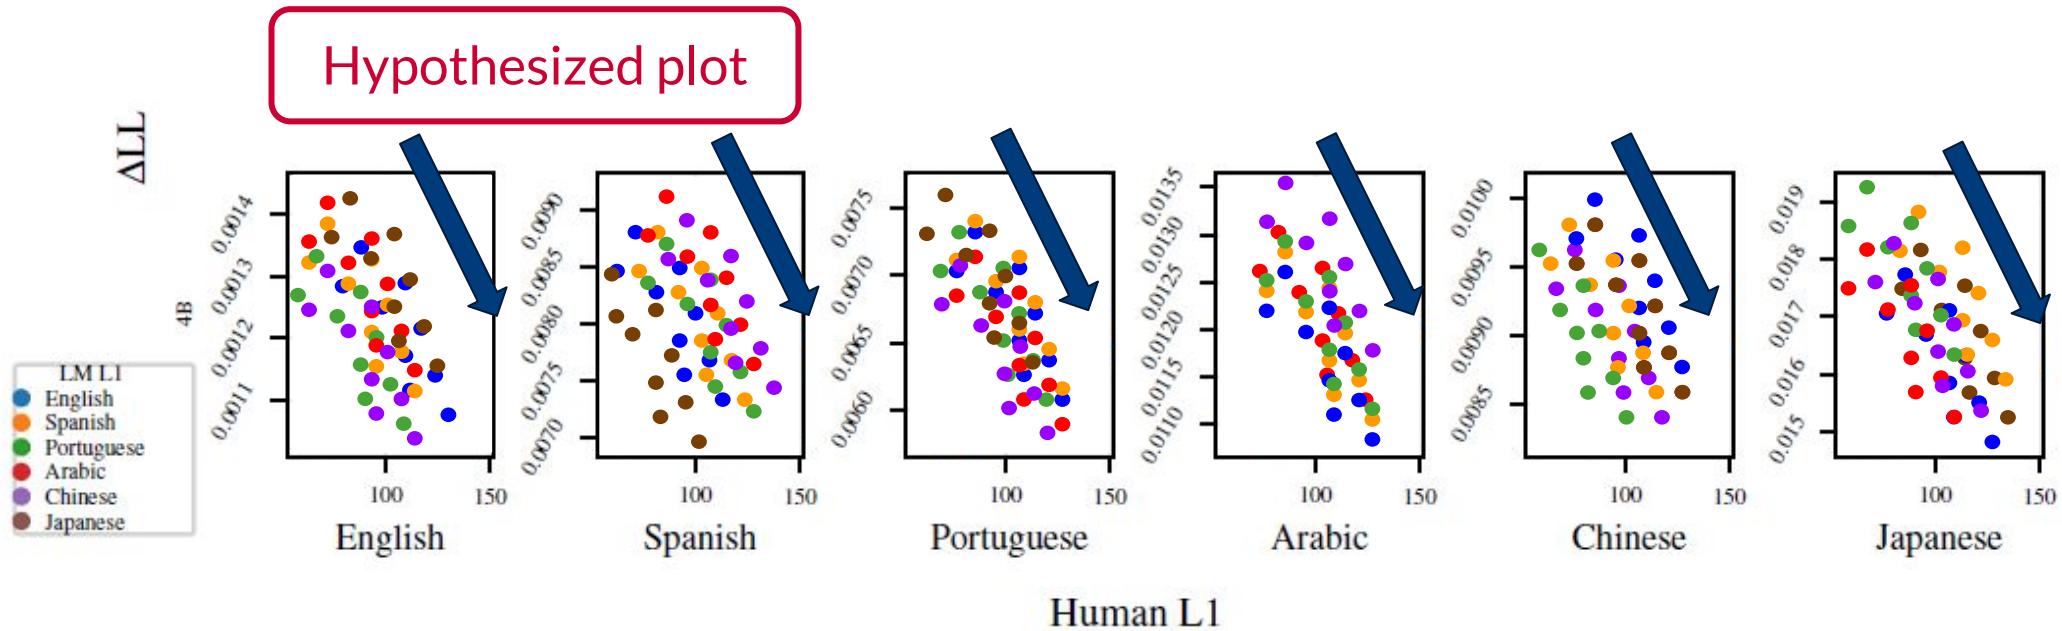 Hypothesized plot
ΔLL
4B
LM L1
English
Spanish
Portuguese
Arabic
Chinese
Japanese
0.0014
0.0013
0.0012
0.0011
100 150
English
0.0090
0.0085
0.0080
0.0075
0.0070
100 150
Spanish
0.0075
0.0070
0.0065
0.0060
100 150
Portuguese
0.0135
0.0130
0.0125
0.0120
0.0115
0.0110
100 150
Arabic
0.0100
0.0095
0.0090
0.0085
100 150
Chinese
0.019
0.018
0.017
0.016
0.015
100 150
Japanese
Human L1